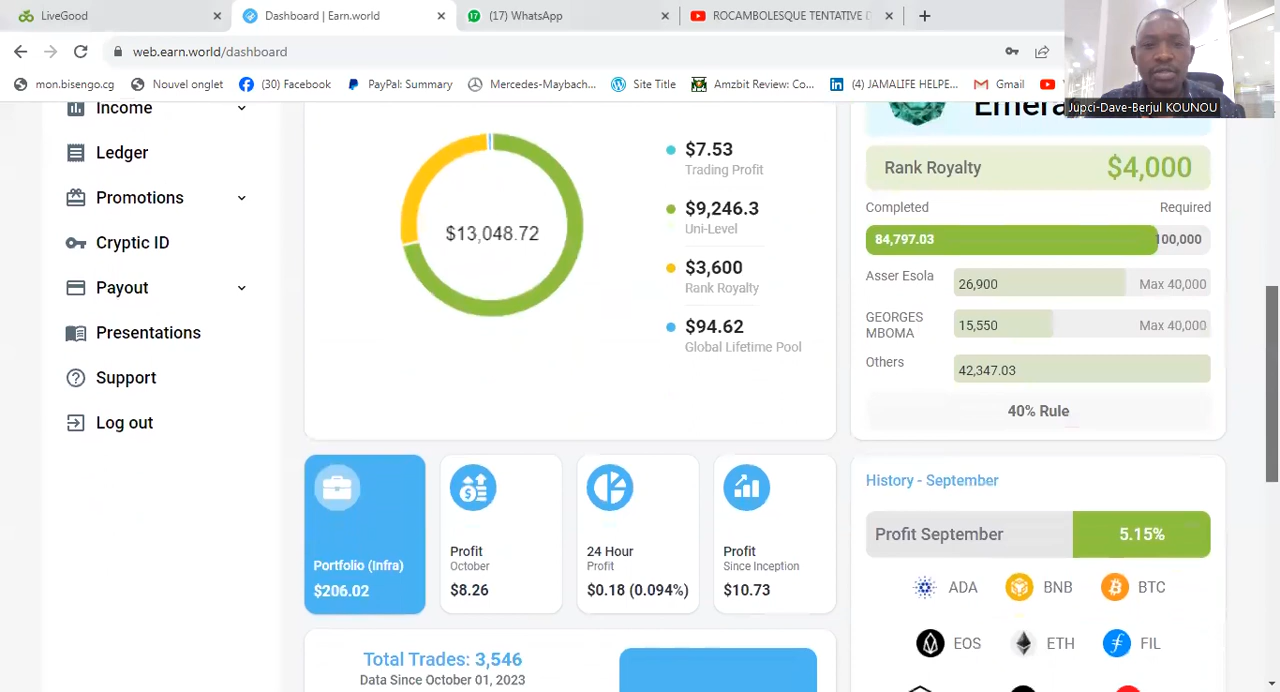 LiveGood
Dashboard | Earn.world
(17) WhatsApp
ROCAMBOLESQUE TENTATIVE D
web.earn.world/dashboard
mon.bisengo.cg
Nouvel onglet
(30) Facebook
PayPal: Summary
Mercedes-Maybach...
Site Title
Amzbit Review: Co...
(4) JAMALIFE HELPE...
Gmail
Jupci-Dave-Berjul KOUNOU
Income
Ledger
Promotions
Cryptic ID
Payout
Presentations
Support
Log out
$13,048.72
$7.53
Trading Profit
$9,246.3
Uni-Level
$3,600
Rank Royalty
$94.62
Global Lifetime Pool
Rank Royalty $4,000
Completed Required
84,797.03 100,000
Asser Esola 26,900 Max 40,000
GEORGES MBOMA 15,550 Max 40,000
Others 42,347.03
40% Rule
Portfolio (Infra)
$206.02
Profit
October
$8.26
24 Hour
Profit
$0.18 (0.094%)
Profit
Since Inception
$10.73
History - September
Profit September 5.15%
ADA BNB BTC
EOS ETH FIL
Total Trades: 3,546
Data Since October 01, 2023